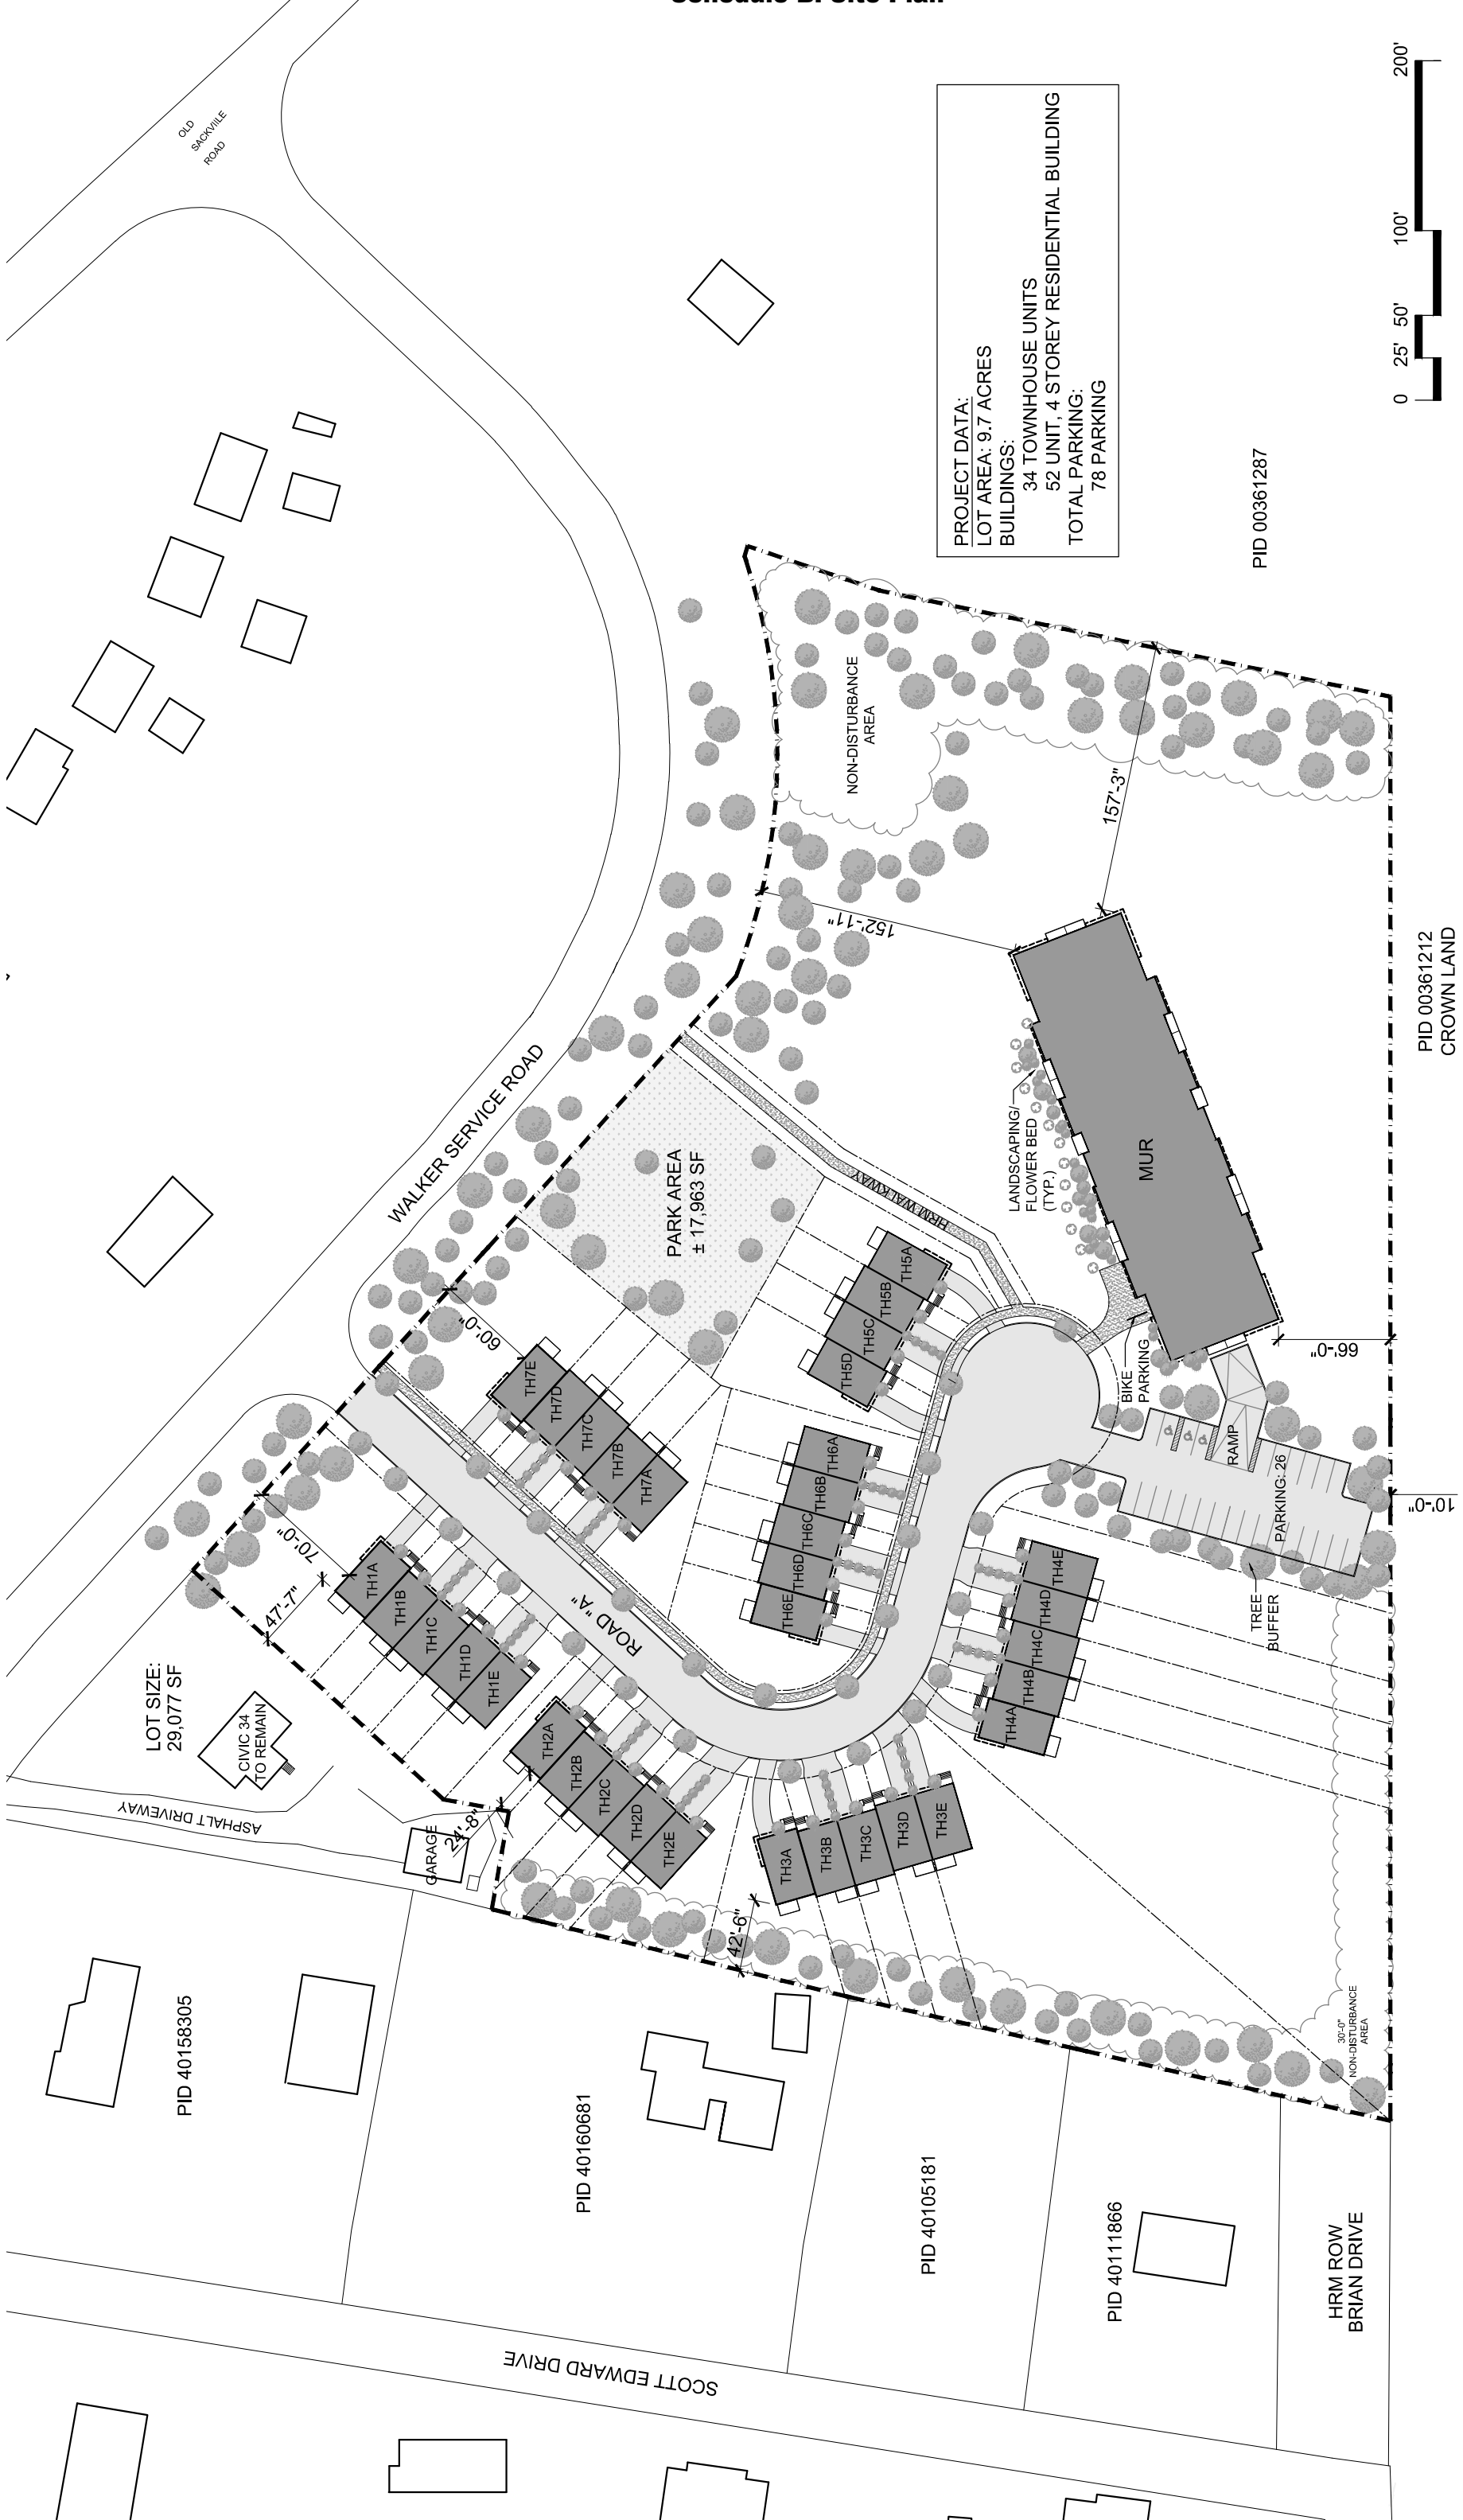 Schedule B: Site Plan
OLD
SACKVIILE
ROAD
PROJECT DATA:
LOT AREA: 9.7 ACRES
BUILDINGS:
34 TOWNHOUSE UNITS
52 UNIT, 4 STOREY RESIDENTIAL BUILDING
TOTAL PARKING:
78 PARKING
0 25' 50' 100' 200'
PID 00361287
NON-DISTURBANCE
AREA
157'-3"
152'-11"
PID 00361212
CROWN LAND
WALKER SERVICE ROAD
PARK AREA
± 17,963 SF
HRM WALKWAY
LANDSCAPING/
FLOWER BED
(TYP.)
MUR
66'-0"
BIKE
PARKING
RAMP
PARKING: 26
10'-0"
TREE
BUFFER
60'-0"
TH7E
TH7D
TH7C
TH7B
TH7A
TH5A
TH5B
TH5C
TH5D
TH6A
TH6B
TH6C
TH6D
TH6E
TH4E
TH4D
TH4C
TH4B
TH4A
ROAD "A"
70'-0"
47'-7"
TH1A
TH1B
TH1C
TH1D
TH1E
TH2A
TH2B
TH2C
TH2D
TH2E
TH3A
TH3B
TH3C
TH3D
TH3E
LOT SIZE:
29,077 SF
CIVIC 34
TO REMAIN
ASPHALT DRIVEWAY
GARAGE
24'-8"
42'-6"
30'-0"
NON-DISTURBANCE
AREA
PID 40158305
PID 40160681
PID 40105181
PID 40111866
HRM ROW
BRIAN DRIVE
SCOTT EDWARD DRIVE